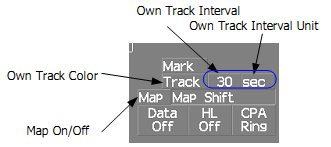 Own Track Interval
Own Track Interval Unit
Mark
Own Track Color
Track 30 sec
Map Map Shift
Map On/Off
Data Off
HL Off
CPA Ring